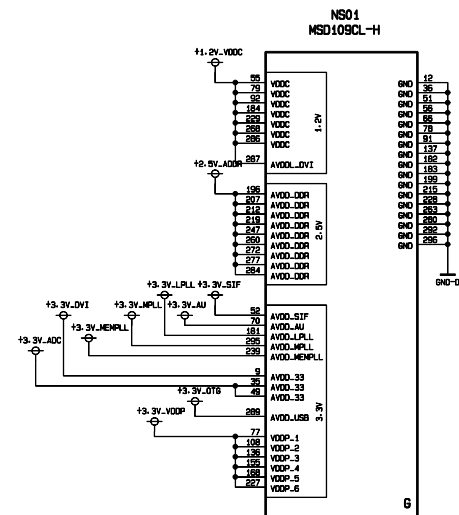 NS01
MSD109CL-H
+1.2V_VDDC
55 VDDC
79 VDDC
92 VDDC
184 VDDC
229 VDDC
268 VDDC
286 VDDC
287 AVDDL_DVI
1.2V
+2.5V_ADDR
196 AVDD_DDR
207 AVDD_DDR
212 AVDD_DDR
219 AVDD_DDR
247 AVDD_DDR
260 AVDD_DDR
272 AVDD_DDR
277 AVDD_DDR
284 AVDD_DDR
2.5V
+3.3V_LPLL +3.3V_SIF
+3.3V_DVI +3.3V_MPLL +3.3V_AU
+3.3V_MEMPLL
+3.3V_ADC
52 AVDD_SIF
70 AVDD_AU
181 AVDD_LPLL
295 AVDD_MPLL
239 AVDD_MEMPLL
9 AVDD_33
35 AVDD_33
49 AVDD_33
+3.3V_OTG
289 AVDD_USB
3.3V
+3.3V_VDDP
77 VDDP_1
108 VDDP_2
136 VDDP_3
155 VDDP_4
168 VDDP_5
227 VDDP_6
GND 12
GND 36
GND 51
GND 56
GND 66
GND 78
GND 91
GND 137
GND 182
GND 183
GND 199
GND 215
GND 228
GND 263
GND 280
GND 292
GND 296
GND-D
G